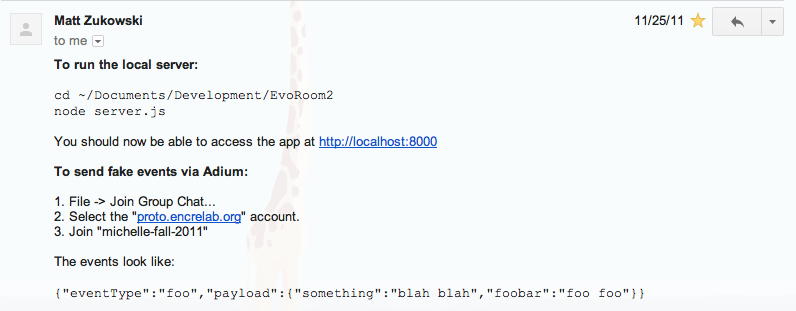 Matt Zukowski
11/25/11
to me
To run the local server:
cd ~/Documents/Development/EvoRoom2
node server.js
You should now be able to access the app at http://localhost:8000
To send fake events via Adium:
1. File -> Join Group Chat...
2. Select the "proto.encrelab.org" account.
3. Join "michelle-fall-2011"
The events look like:
{"eventType":"foo","payload":{"something":"blah blah","foobar":"foo foo"}}